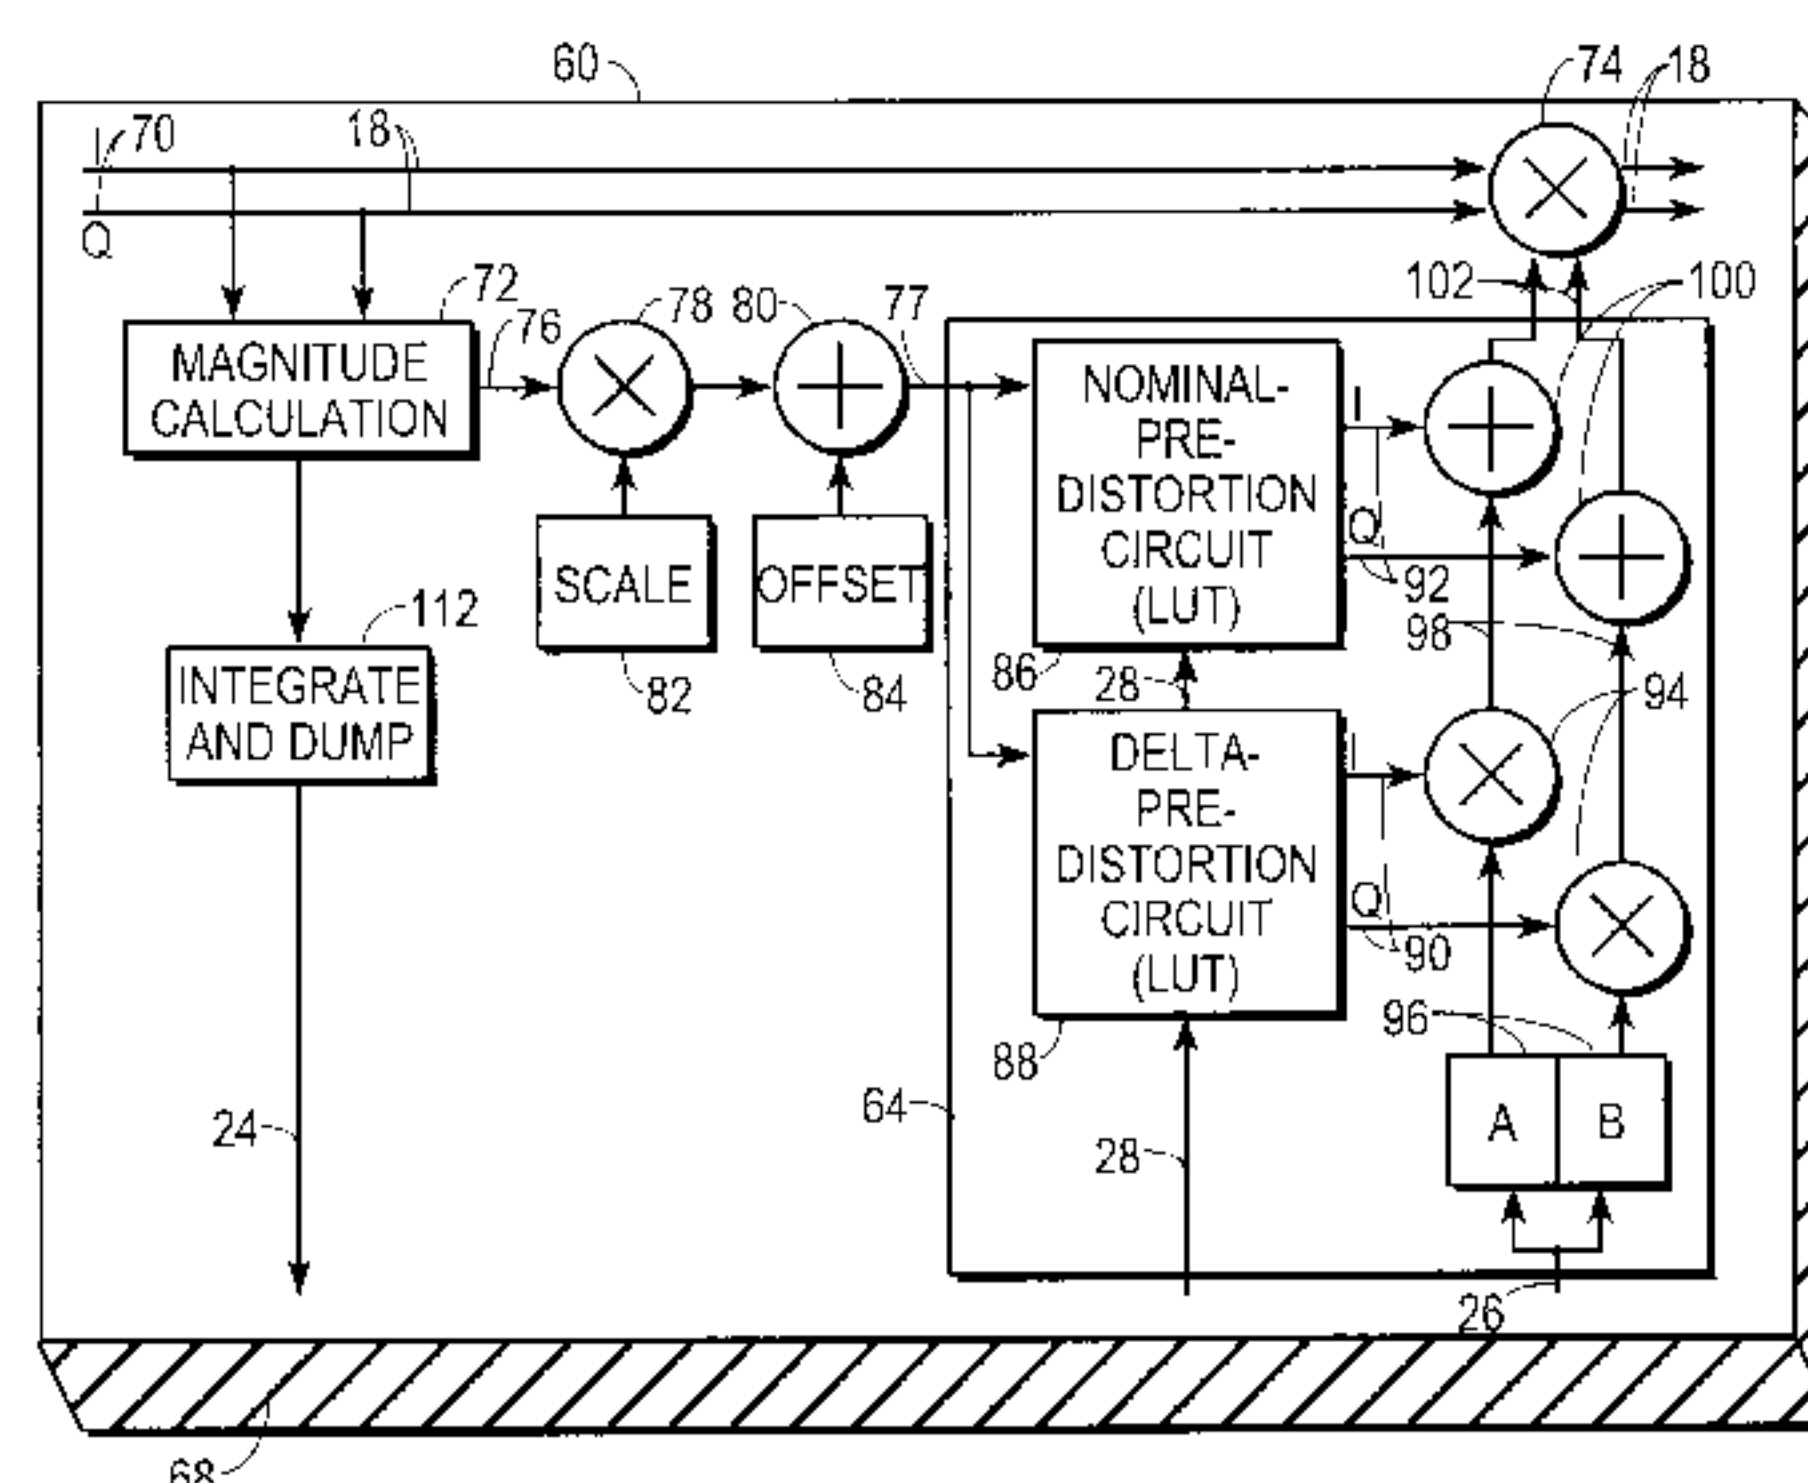 60
74
18
70
18
I
Q
102
100
72
76
78
80
77
MAGNITUDE
CALCULATION
NOMINAL-
PRE-
DISTORTION
CIRCUIT
(LUT)
I
Q
92
SCALE
OFFSET
112
82
84
86
28
98
94
INTEGRATE
AND DUMP
DELTA-
PRE-
DISTORTION
CIRCUIT
(LUT)
I
Q
90
96
88
64
24
28
A
B
26
68